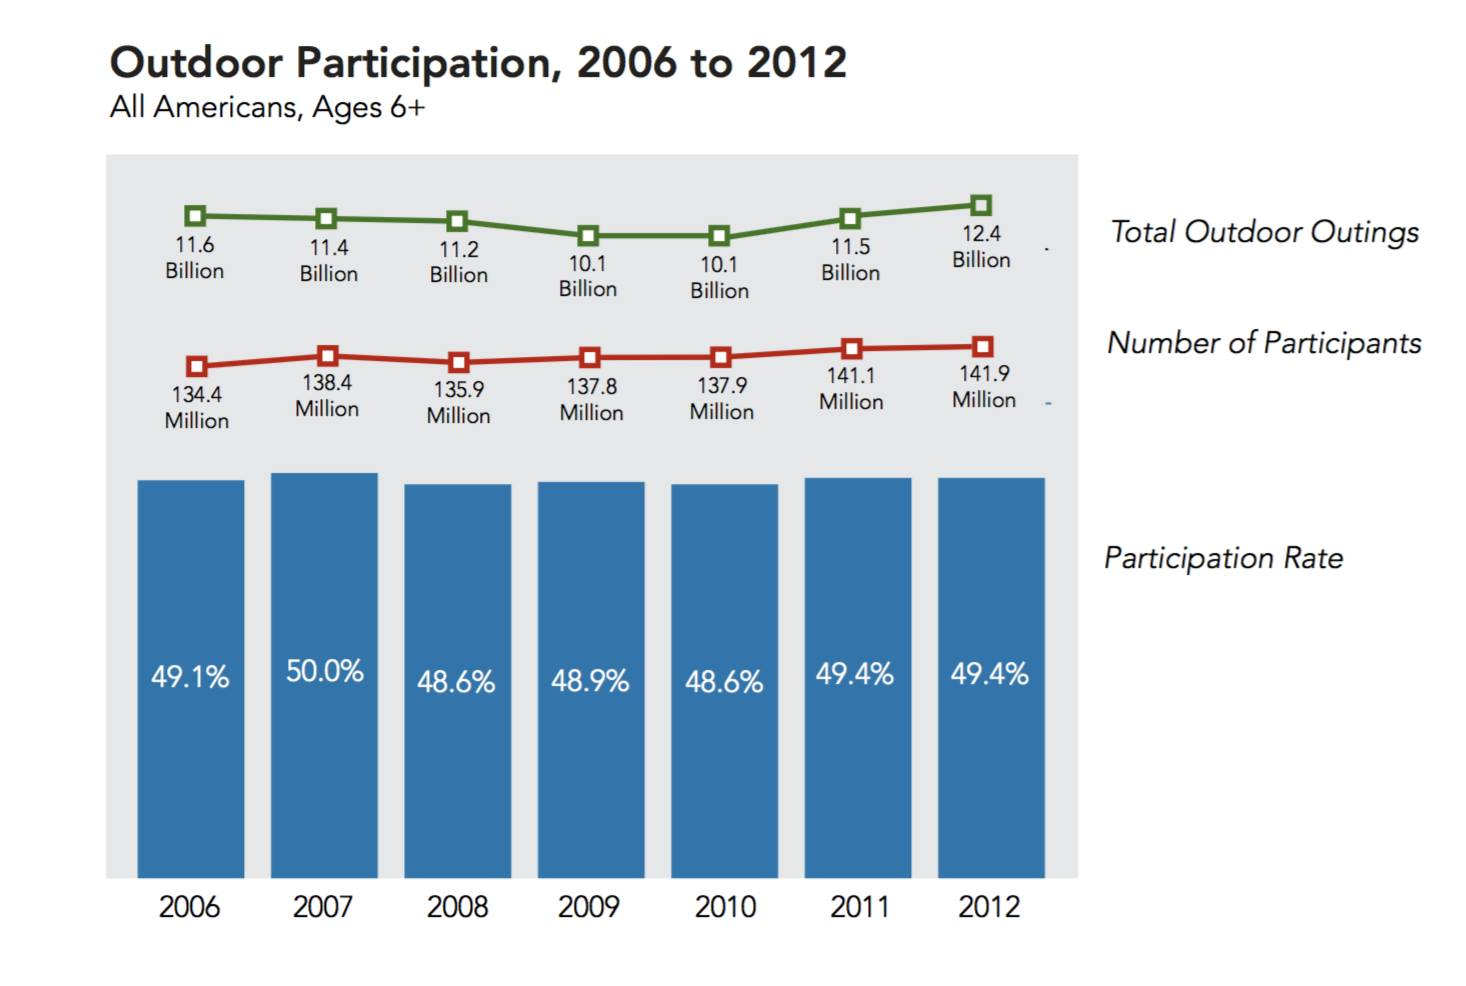 Outdoor Participation, 2006 to 2012
All Americans, Ages 6+
11.6
Billion
11.4
Billion
11.2
Billion
10.1
Billion
10.1
Billion
11.5
Billion
12.4
Billion
Total Outdoor Outings
134.4
Million
138.4
Million
135.9
Million
137.8
Million
137.9
Million
141.1
Million
141.9
Million
Number of Participants
49.1%
50.0%
48.6%
48.9%
48.6%
49.4%
49.4%
Participation Rate
2006
2007
2008
2009
2010
2011
2012